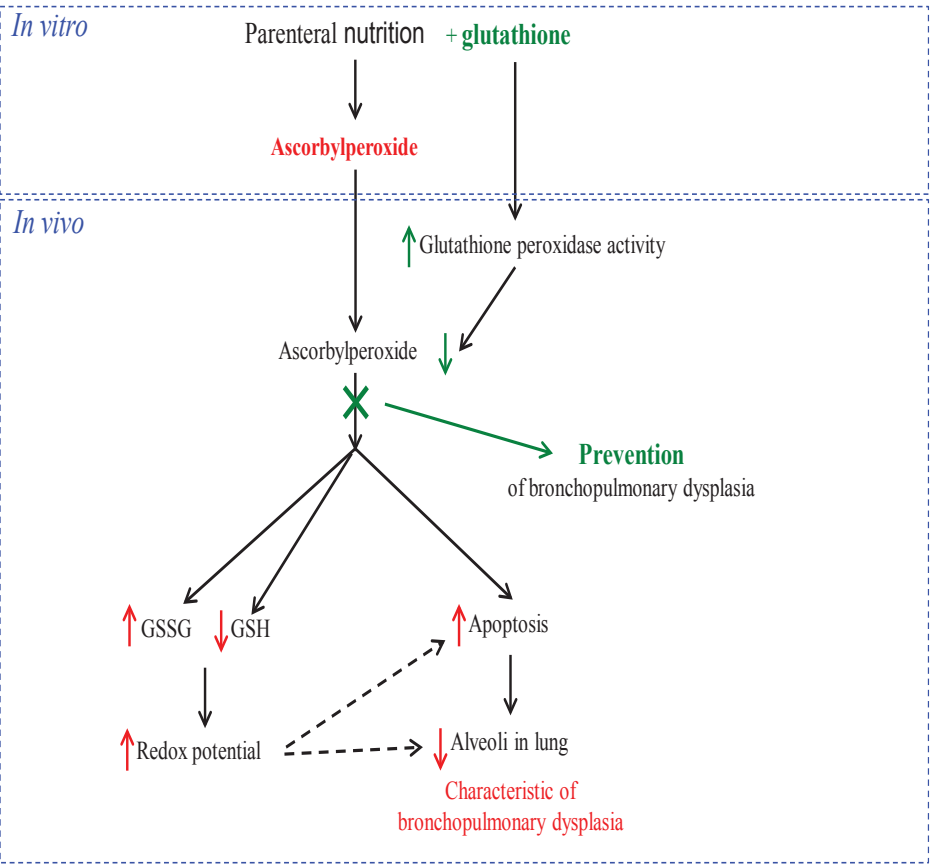 In vitro
Parenteral nutrition + glutathione
Ascorbylperoxide
In vivo
Glutathione peroxidase activity
Ascorbylperoxide
Prevention
of bronchopulmonary dysplasia
GSSG GSH Apoptosis
Redox potential Alveoli in lung
Characteristic of
bronchopulmonary dysplasia